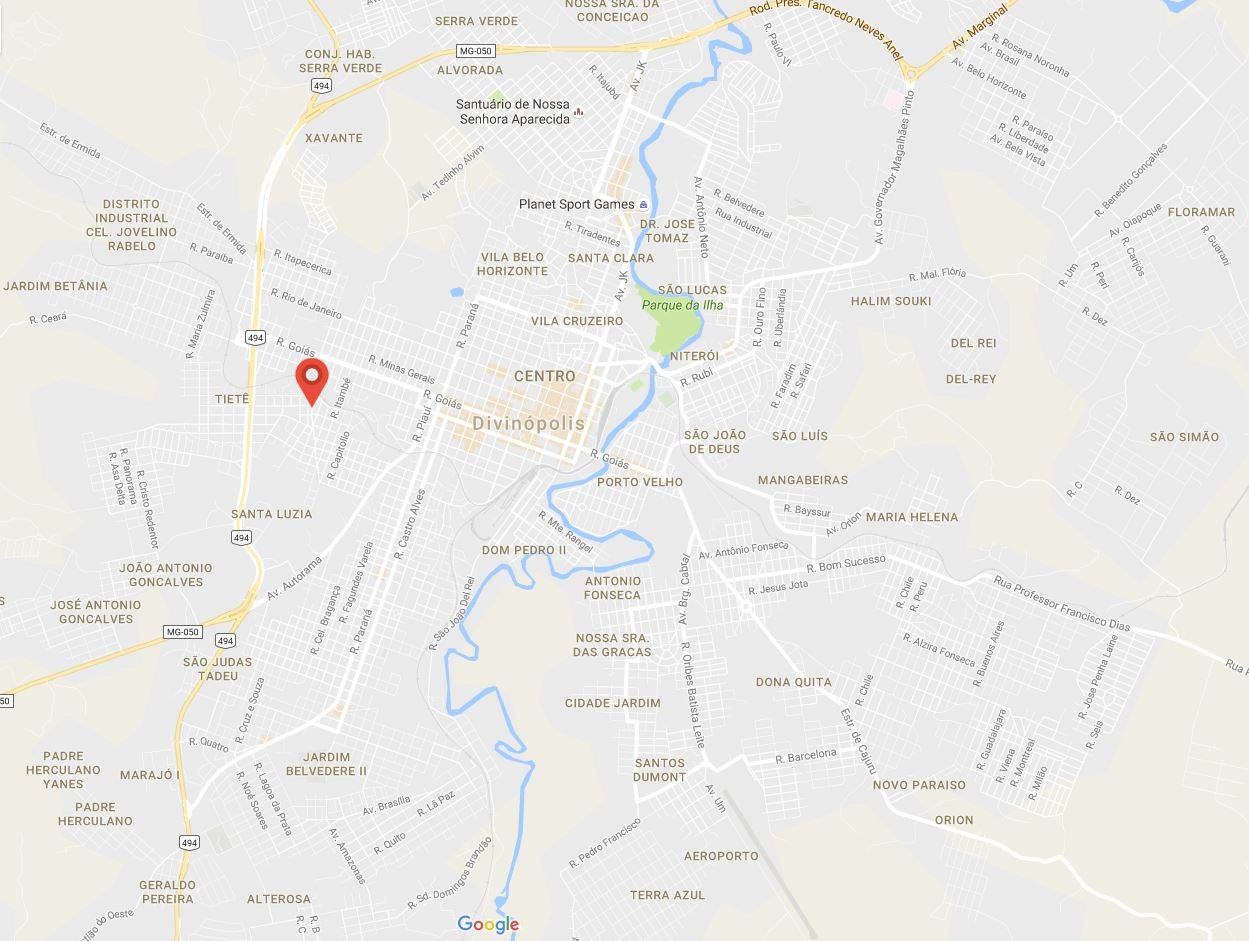 NOSSA SRA. DA
CONCEICAO
SERRA VERDE
Rod. Pres. Tancredo Neves Anel
Av. Marginal
R. Paulo VI
R. Rosana Noronha
Av. Brasil
Av. Belo Horizonte
MG-050
CONJ. HAB.
SERRA VERDE
ALVORADA
R. Itajubá
Av. JK
494
Santuário de Nossa
Senhora Aparecida
R. Paraíso
R. Liberdade
Av. Bela Vista
Av. Governador Magalhães Pinto
Estr. de Ermida
XAVANTE
Av. Tedinho Alvim
R. Benedito Gonçalves
DISTRITO
INDUSTRIAL
CEL. JOVELINO
RABELO
Estr. de Ermida
R. Paraíba
R. Itapecerica
Planet Sport Games
Av. Antônio Neto
R. Belvedere
Rua Industrial
Av. Oiapoque
FLORAMAR
R. Guarani
R. Carijós
R. Peri
R. Um
R. Tiradentes
DR. JOSE
TOMAZ
SANTA CLARA
VILA BELO
HORIZONTE
R. Mal. Flória
JARDIM BETÂNIA
R. Ceará
R. Maria Zulmira
R. Rio de Janeiro
Av. JK
SÃO LUCAS
Parque da Ilha
R. Ouro Fino
R. Uberlândia
HALIM SOUKI
R. Dez
R. Paraná
VILA CRUZEIRO
494
R. Goiás
R. Minas Gerais
NITERÓI
DEL REI
DEL-REY
CENTRO
R. Rubi
R. Faradim
R. Safari
TIETÊ
R. Itambé
R. Goiás
R. Piauí
Divinópolis
SÃO JOÃO
DE DEUS
SÃO LUÍS
SÃO SIMÃO
R. Capitolio
R. Panorama
R. Asa Delta
R. Cristo Redentor
R. Goiás
PORTO VELHO
MANGABEIRAS
R. C
R. Dez
SANTA LUZIA
R. Castro Alves
R. Mte. Rangel
R. Bayssur
Av. Orion
MARIA HELENA
494
DOM PEDRO II
Av. Antônio Fonseca
R. Bom Sucesso
JOÃO ANTONIO
GONCALVES
Av. Autorama
R. Fagundes Varela
ANTONIO
FONSECA
Av. Brg. Cabral
R. Jesus Jota
R. Chile
R. Peru
Rua Professor Francisco Dias
S
JOSÉ ANTONIO
GONCALVES
R. Cel. Bragança
R. Paraná
R. São João Del Rei
MG-050
494
NOSSA SRA.
DAS GRACAS
R. Oribes Batista Leite
R. Alzira Fonseca
R. Buenos Aires
R. Jose Penha Laine
Rua
SÃO JUDAS
TADEU
DONA QUITA
R. Chile
50
R. Cruz e Souza
CIDADE JARDIM
Estr. de Cajuru
R. Guadalajara
R. Seis
R. Quatro
R. Barcelona
R. Viena
R. Montreal
R. Milão
PADRE
HERCULANO
YANES
MARAJÓ I
JARDIM
BELVEDERE II
SANTOS
DUMONT
NOVO PARAISO
PADRE
HERCULANO
R. Lagoa da Prata
R. Noé Soares
Av. Brasília
R. Lã Paz
Av. Um
ORION
494
R. Quito
Av. Amazonas
R. Pedro Francisco
AEROPORTO
R. Sd. Domingos Brandão
GERALDO
PEREIRA
ALTEROSA
TERRA AZUL
R. B
R. C
tião do Oeste
Google